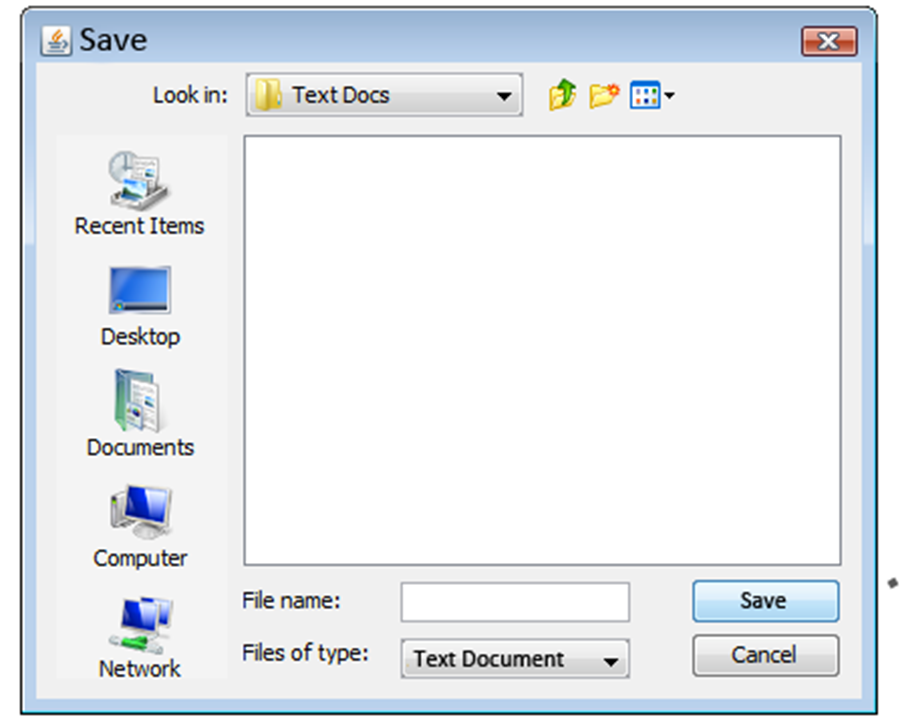 Save
Look in: Text Docs
Recent Items
Desktop
Documents
Computer
Network
File name:
Save
Files of type: Text Document
Cancel